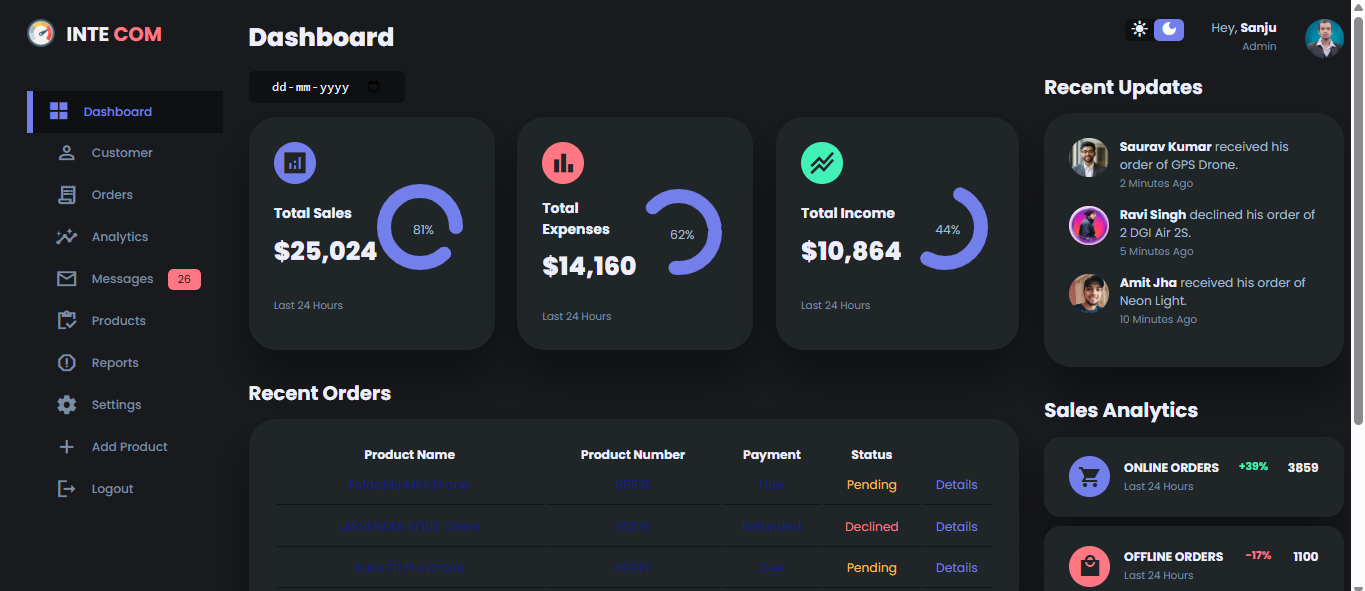 INTE COM
Dashboard
Customer
Orders
Analytics
Messages 26
Products
Reports
Settings
Add Product
Logout
Dashboard
dd-mm-yyyy
Total Sales
$25,024
81%
Last 24 Hours
Total
Expenses
$14,160
62%
Last 24 Hours
Total Income
$10,864
44%
Last 24 Hours
Recent Orders
Product Name Product Number Payment Status
Foldable Mini Drone 85631 Due Pending Details
LARVENDER KF102 Drone 36378 Refunded Declined Details
Drone Pending Details
Hey, Sanju
Admin
Recent Updates
Saurav Kumar received his
order of GPS Drone.
2 Minutes Ago
Ravi Singh declined his order of
2 DGI Air 2S.
5 Minutes Ago
Amit Jha received his order of
Neon Light.
10 Minutes Ago
Sales Analytics
ONLINE ORDERS +39% 3859
Last 24 Hours
OFFLINE ORDERS -17% 1100
Last 24 Hours